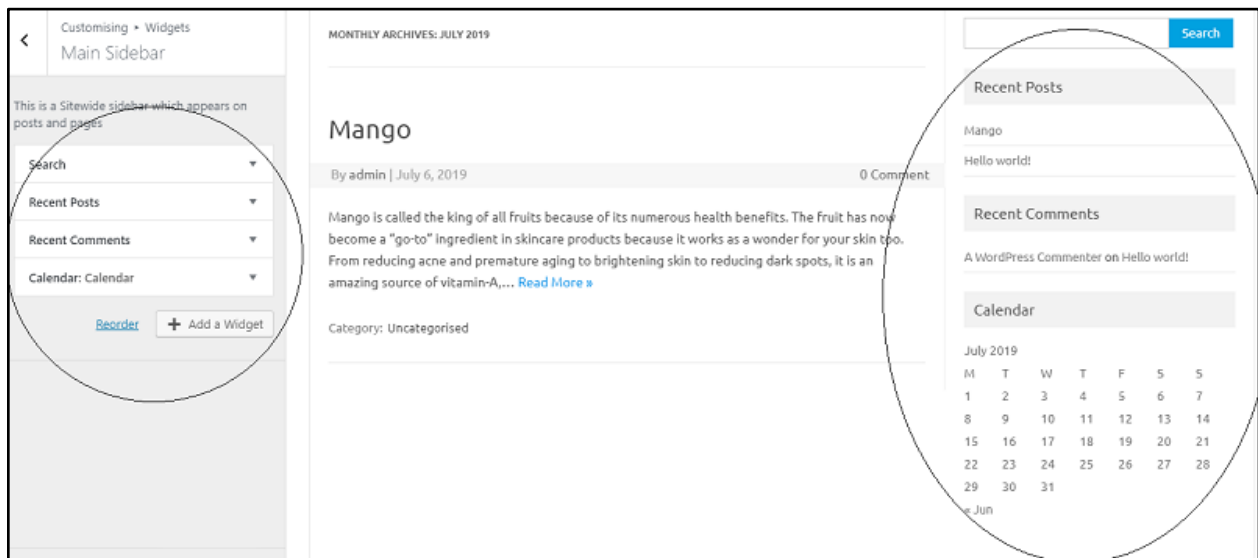 Customising ▸ Widgets
Main Sidebar
This is a Sitewide sidebar which appears on
posts and pages
Search
Recent Posts
Recent Comments
Calendar: Calendar
Reorder
+ Add a Widget
MONTHLY ARCHIVES: JULY 2019
Mango
By admin | July 6, 2019 0 Comment
Mango is called the king of all fruits because of its numerous health benefits. The fruit has now
become a "go-to" ingredient in skincare products because it works as a wonder for your skin too.
From reducing acne and premature aging to brightening skin to reducing dark spots, it is an
amazing source of vitamin-A,… Read More »
Category: Uncategorised
Search
Recent Posts
Mango
Hello world!
Recent Comments
A WordPress Commenter on Hello world!
Calendar
July 2019
M T W T F S S
1 2 3 4 5 6 7
8 9 10 11 12 13 14
15 16 17 18 19 20 21
22 23 24 25 26 27 28
29 30 31
« Jun